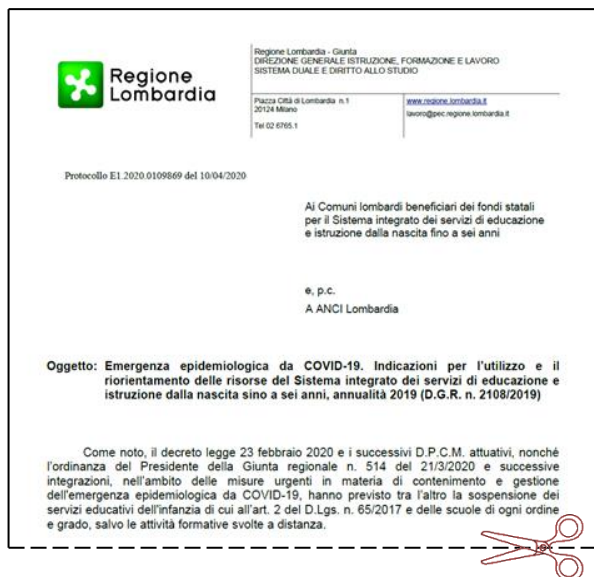 Regione
Lombardia
Regione Lombardia - Giunta
DIREZIONE GENERALE ISTRUZIONE, FORMAZIONE E LAVORO
SISTEMA DUALE E DIRITTO ALLO STUDIO
Piazza Città di Lombardia n.1
20124 Milano
Tel 02 6765.1
www.regione.lombardia.it
lavoro@pec.regione.lombardia.it
Protocollo E1.2020.0109869 del 10/04/2020
Ai Comuni lombardi beneficiari dei fondi statali
per il Sistema integrato dei servizi di educazione
e istruzione dalla nascita fino a sei anni
e, p.c.
A ANCI Lombardia
Oggetto: Emergenza epidemiologica da COVID-19. Indicazioni per l'utilizzo e il
riorientamento delle risorse del Sistema integrato dei servizi di educazione e
istruzione dalla nascita sino a sei anni, annualità 2019 (D.G.R. n. 2108/2019)
Come noto, il decreto legge 23 febbraio 2020 e i successivi D.P.C.M. attuativi, nonché
l'ordinanza del Presidente della Giunta regionale n. 514 del 21/3/2020 e successive
integrazioni, nell'ambito delle misure urgenti in materia di contenimento e gestione
dell'emergenza epidemiologica da COVID-19, hanno previsto tra l'altro la sospensione dei
servizi educativi dell'infanzia di cui all'art. 2 del D.Lgs. n. 65/2017 e delle scuole di ogni ordine
e grado, salvo le attività formative svolte a distanza.